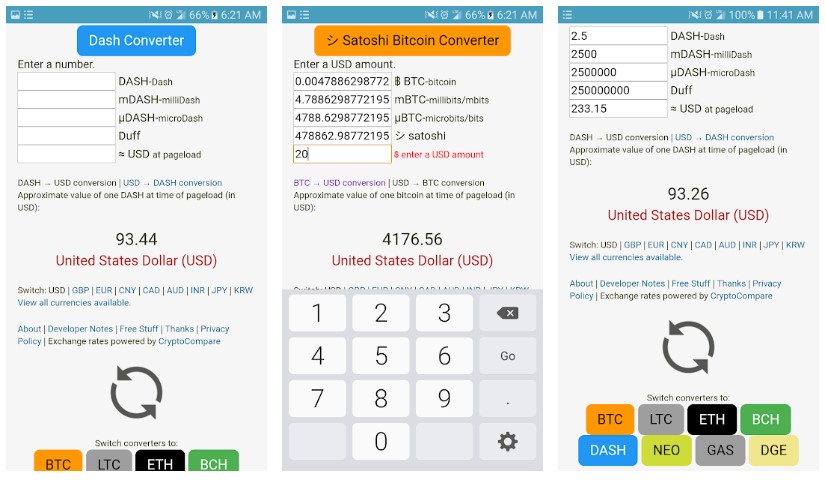 66% 6:21 AM
Dash Converter
Enter a number.
DASH-Dash
mDASH-milliDash
µDASH-microDash
Duff
≈ USD at pageload
DASH → USD conversion | USD → DASH conversion
Approximate value of one DASH at time of pageload (in
USD):
93.44
United States Dollar (USD)
Switch: USD | GBP | EUR | CNY | CAD | AUD | INR | JPY | KRW
View all currencies available.
About | Developer Notes | Free Stuff | Thanks | Privacy
Policy | Exchange rates powered by CryptoCompare
Switch converters to:
BTC LTC ETH BCH
66% 6:21 AM
シ Satoshi Bitcoin Converter
Enter a USD amount.
0.0047886298772 ฿ BTC-bitcoin
4.7886298772195 mBTC-millibits/mbits
4788.6298772195 µBTC-microbits/bits
478862.98772195 シ satoshi
20 $ enter a USD amount
BTC → USD conversion | USD → BTC conversion
Approximate value of one bitcoin at time of pageload (in
USD):
4176.56
United States Dollar (USD)
Switch: USD | GBP | EUR | CNY | CAD | AUD | INR | JPY | KRW
1 2 3
4 5 6 Go
7 8 9 .
0
100% 11:41 AM
2.5 DASH-Dash
2500 mDASH-milliDash
2500000 µDASH-microDash
250000000 Duff
233.15 ≈ USD at pageload
DASH → USD conversion | USD → DASH conversion
Approximate value of one DASH at time of pageload (in
USD):
93.26
United States Dollar (USD)
Switch: USD | GBP | EUR | CNY | CAD | AUD | INR | JPY | KRW
View all currencies available.
About | Developer Notes | Free Stuff | Thanks | Privacy
Policy | Exchange rates powered by CryptoCompare
Switch converters to:
BTC LTC ETH BCH
DASH NEO GAS DGE